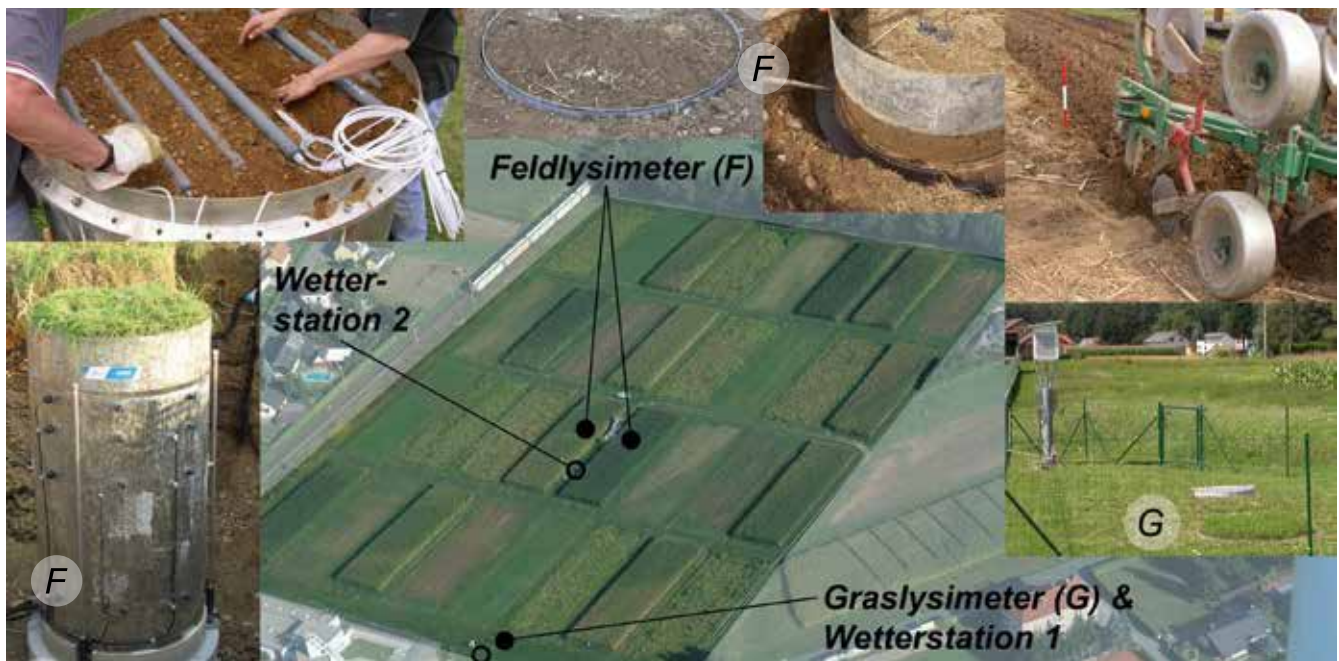 F
Feldlysimeter (F)
Wetter-
station 2
F
G
Graslysimeter (G) &
Wetterstation 1